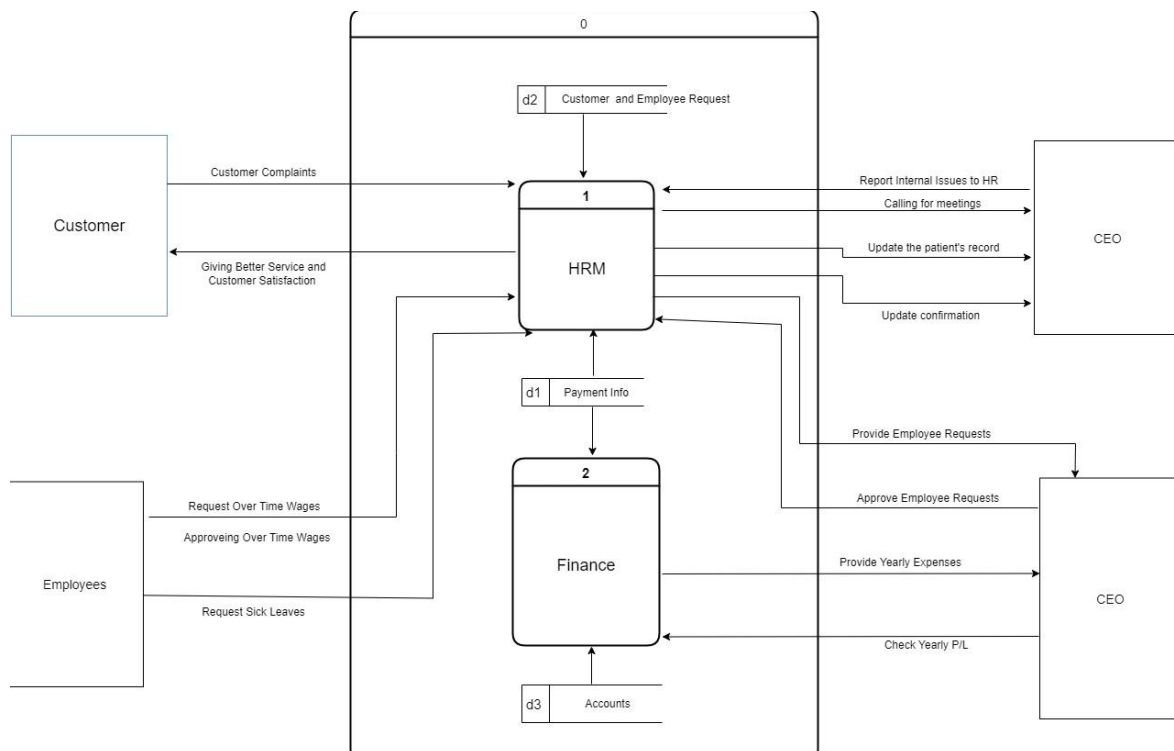 0
d2
Customer and Employee Request
Customer Complaints
1
Report Internal Issues to HR
Calling for meetings
Customer
HRM
CEO
Update the patient's record
Giving Better Service and
Customer Satisfaction
Update confirmation
d1
Payment Info
Provide Employee Requests
2
Request Over Time Wages
Approve Employee Requests
Approveing Over Time Wages
Finance
Provide Yearly Expenses
Employees
CEO
Request Sick Leaves
Check Yearly P/L
d3
Accounts